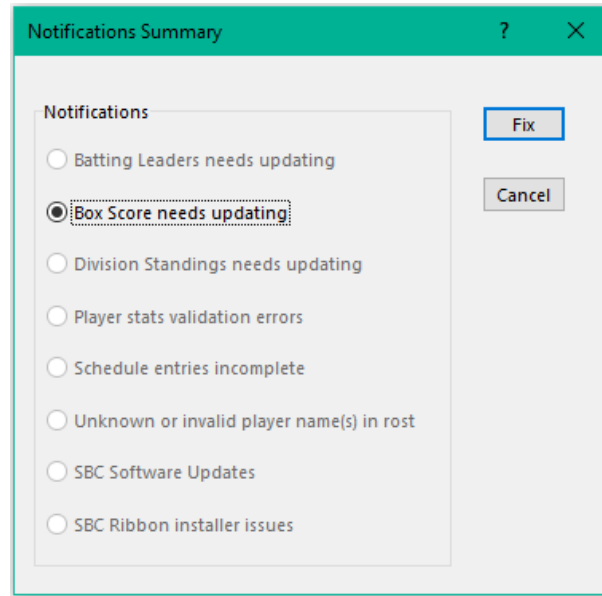 Notifications Summary
?
Notifications
Fix
Batting Leaders needs updating
Cancel
Box Score needs updating
Division Standings needs updating
Player stats validation errors
Schedule entries incomplete
Unknown or invalid player name(s) in rost
SBC Software Updates
SBC Ribbon installer issues